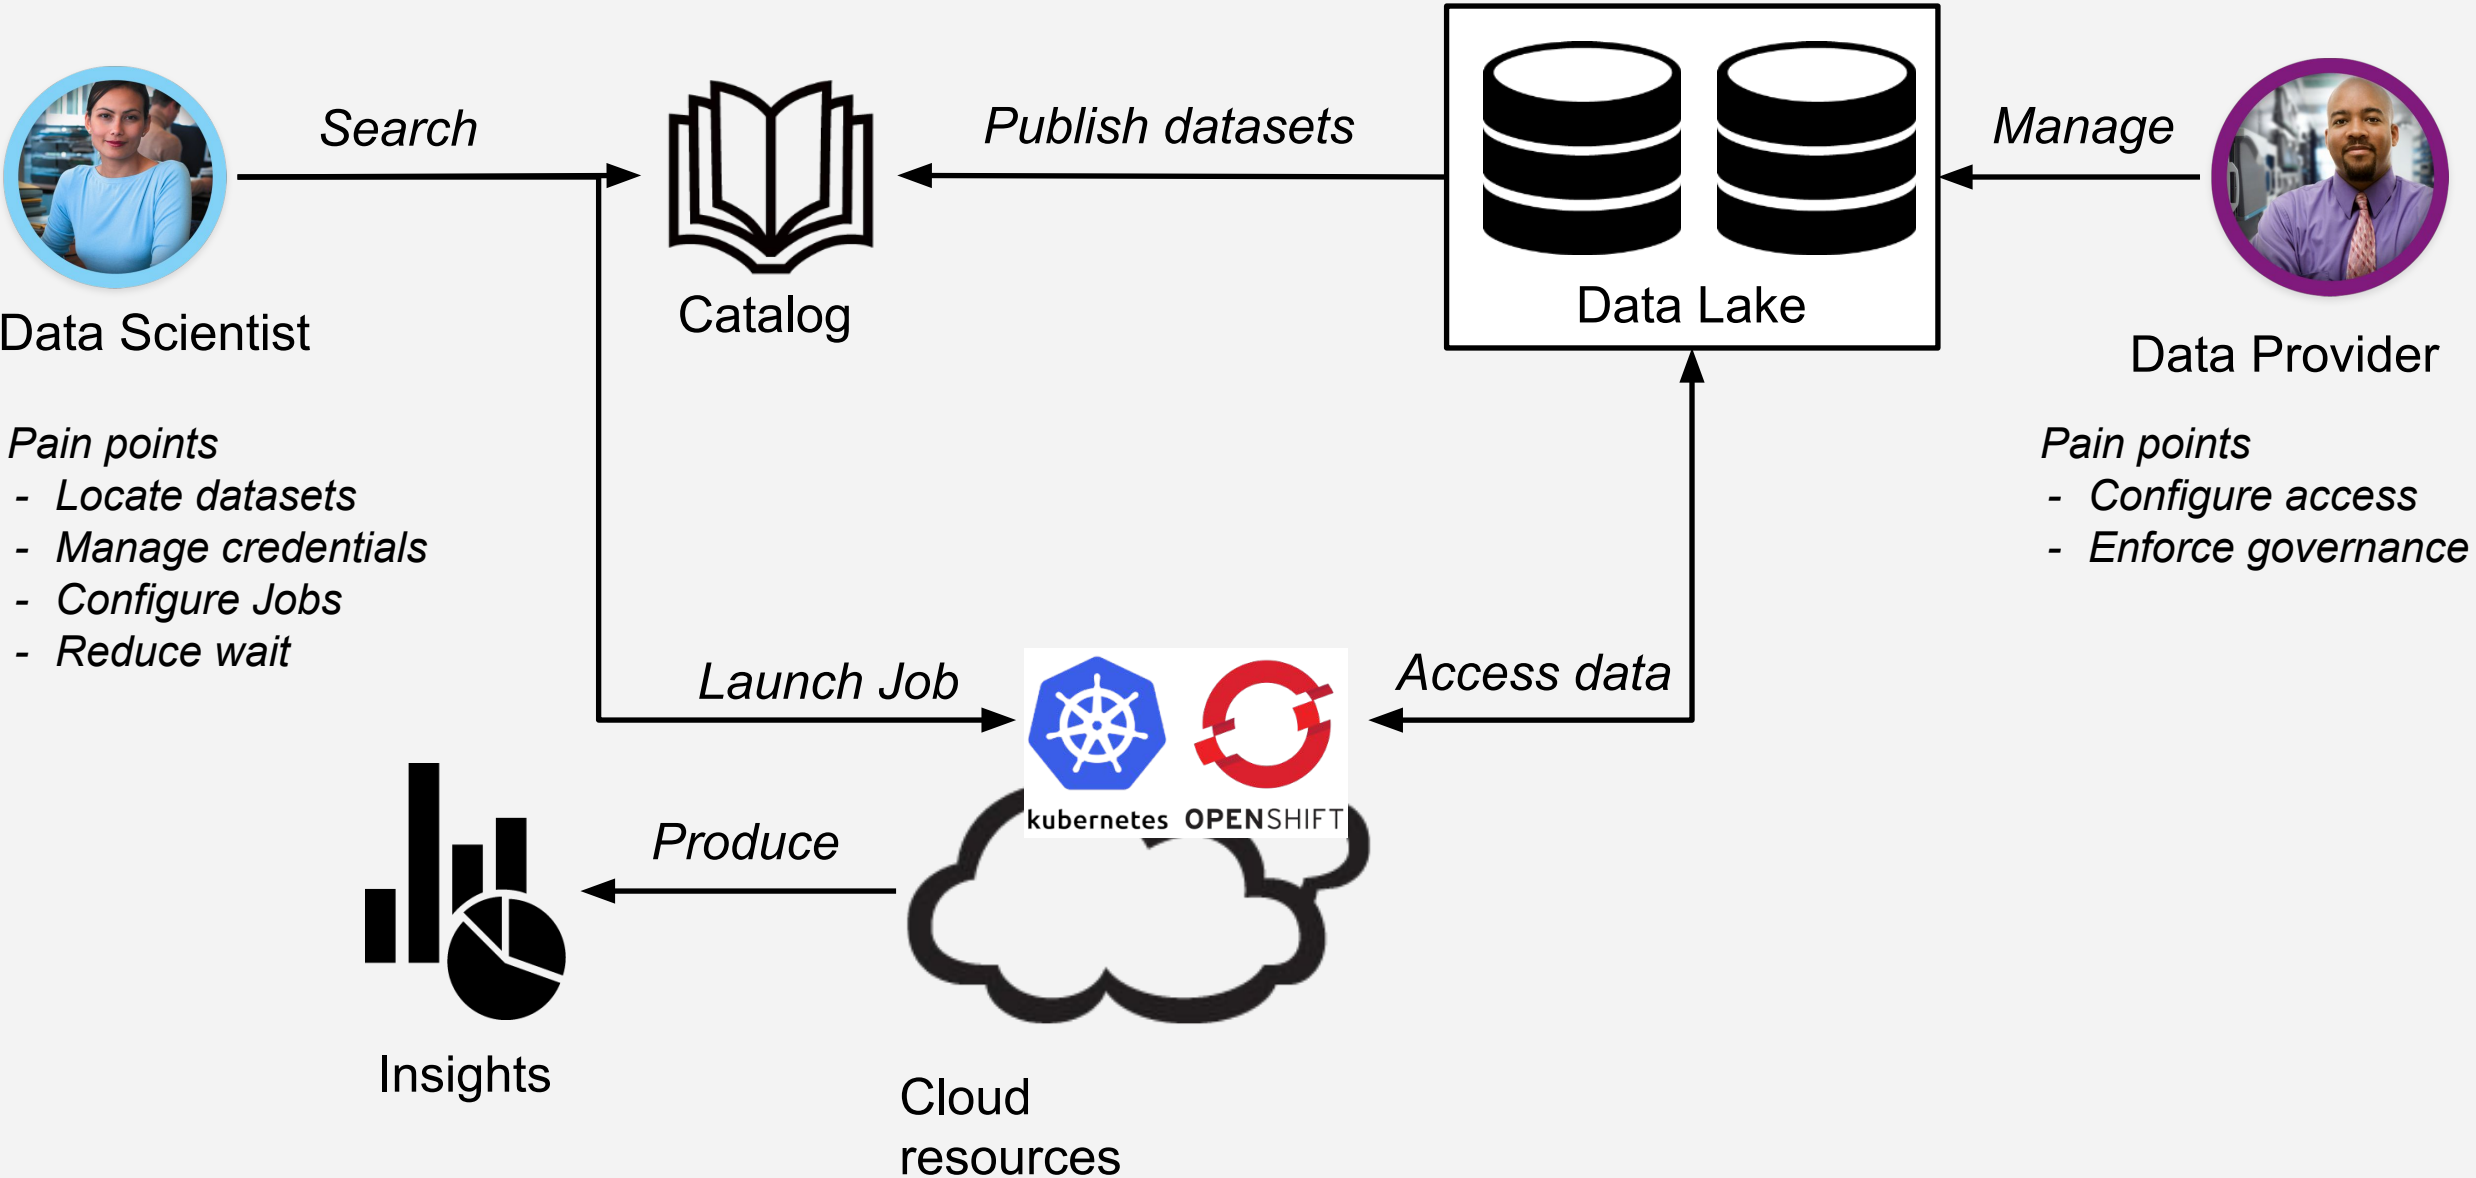 Search
Publish datasets
Manage
Data Scientist
Catalog
Data Lake
Data Provider
Pain points
- Locate datasets
- Manage credentials
- Configure Jobs
- Reduce wait
Pain points
- Configure access
- Enforce governance
Launch Job
Access data
kubernetes
OPENSHIFT
Produce
Insights
Cloud
resources